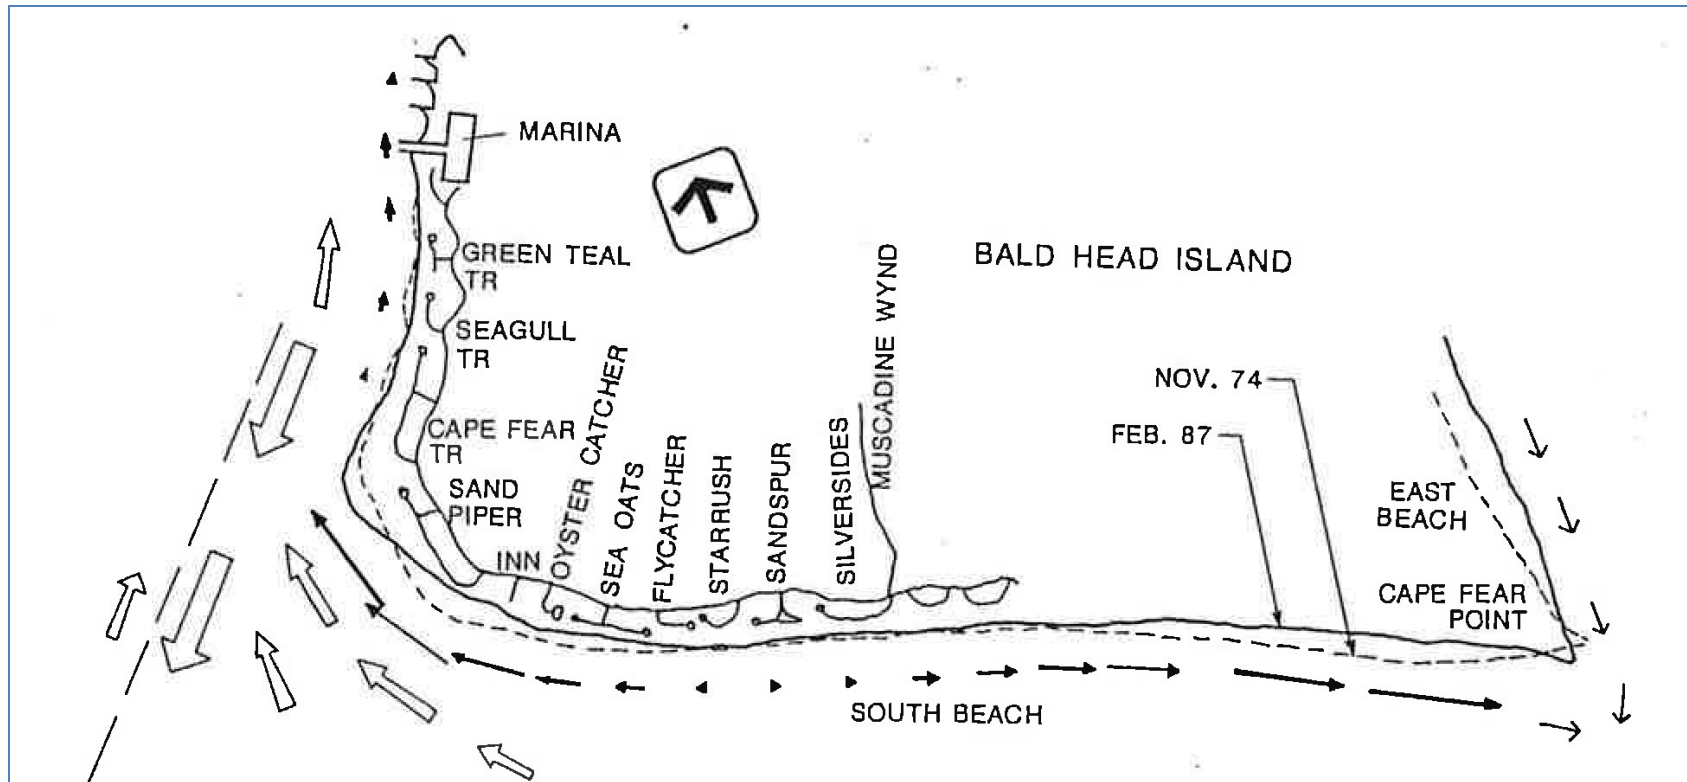 MARINA
BALD HEAD ISLAND
GREEN TEAL
TR
SEAGULL
TR
CAPE FEAR
TR
SAND
PIPER
INN
OYSTER CATCHER
SEA OATS
FLYCATCHER
STARRUSH
SANDSPUR
SILVERSIDES
MUSCADINE WYND
NOV. 74
FEB. 87
EAST
BEACH
CAPE FEAR
POINT
SOUTH BEACH